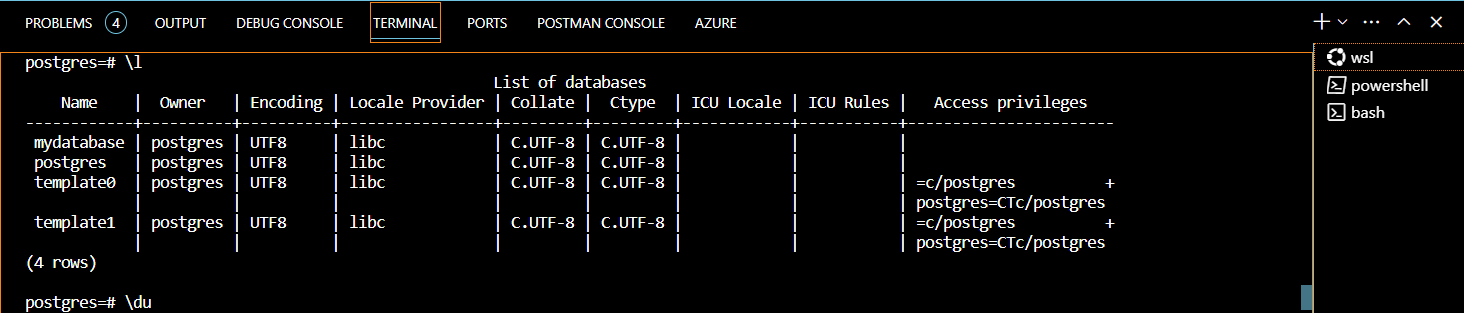 PROBLEMS 4 OUTPUT DEBUG CONSOLE TERMINAL PORTS POSTMAN CONSOLE AZURE
postgres=# \l
                                                   List of databases
    Name    |  Owner   | Encoding | Locale Provider | Collate |  Ctype  | ICU Locale | ICU Rules |   Access privileges
------------+----------+----------+-----------------+---------+---------+------------+-----------+-----------------------
 mydatabase | postgres | UTF8     | libc            | C.UTF-8 | C.UTF-8 |            |           |
 postgres   | postgres | UTF8     | libc            | C.UTF-8 | C.UTF-8 |            |           |
 template0  | postgres | UTF8     | libc            | C.UTF-8 | C.UTF-8 |            |           | =c/postgres          +
            |          |          |                 |         |         |            |           | postgres=CTc/postgres
 template1  | postgres | UTF8     | libc            | C.UTF-8 | C.UTF-8 |            |           | =c/postgres          +
            |          |          |                 |         |         |            |           | postgres=CTc/postgres
(4 rows)
postgres=# \du
wsl
powershell
bash